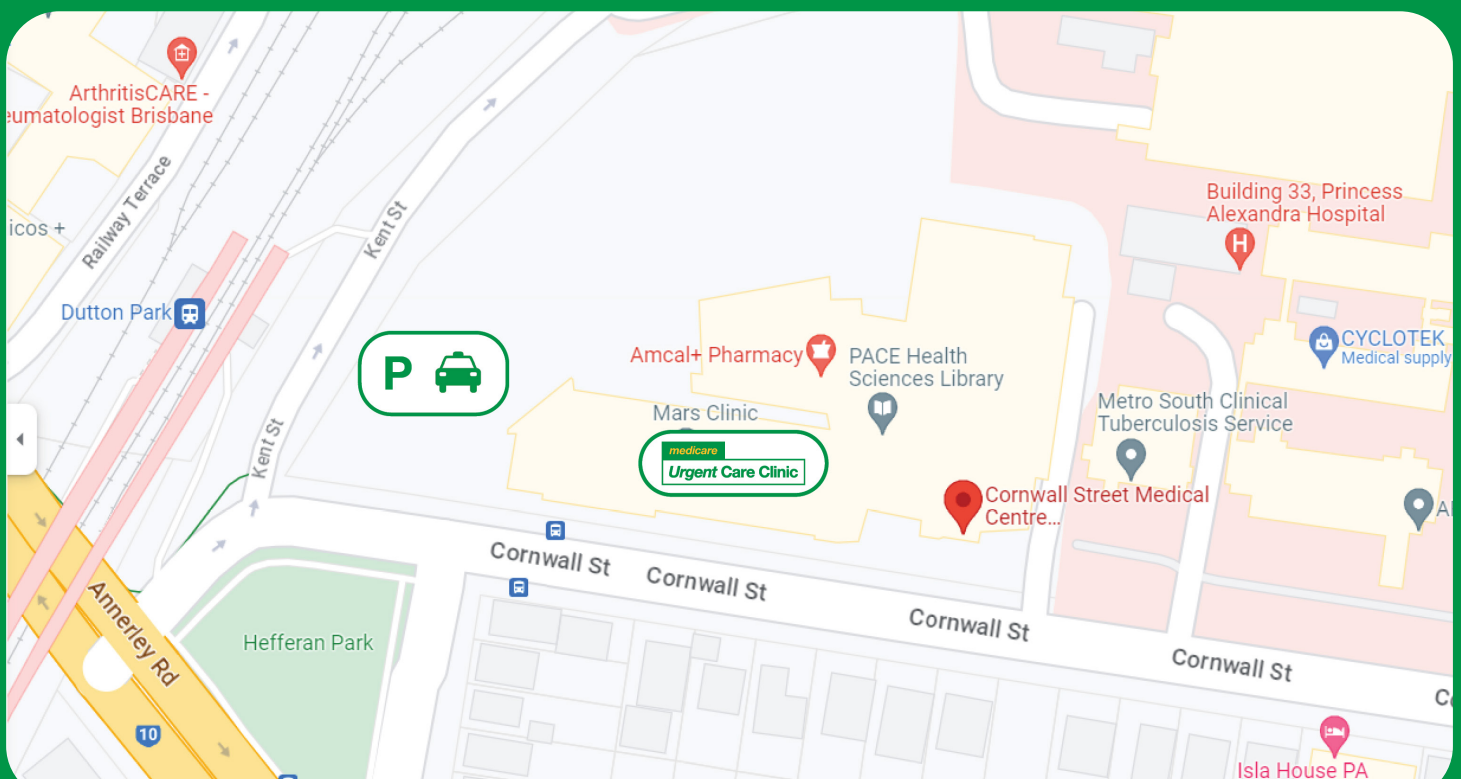 ArthritisCARE -
eumatologist Brisbane
Railway Terrace
icos +
Kent St
Building 33, Princess
Alexandra Hospital
H
Dutton Park
P
Amcal+ Pharmacy
PACE Health
Sciences Library
CYCLOTEK
Medical supply
Mars Clinic
Metro South Clinical
Tuberculosis Service
medicare
Urgent Care Clinic
Kent St
Cornwall Street Medical
Centre...
Cornwall St
Cornwall St
Cornwall St
Cornwall St
Annerley Rd
Hefferan Park
10
Isla House PA